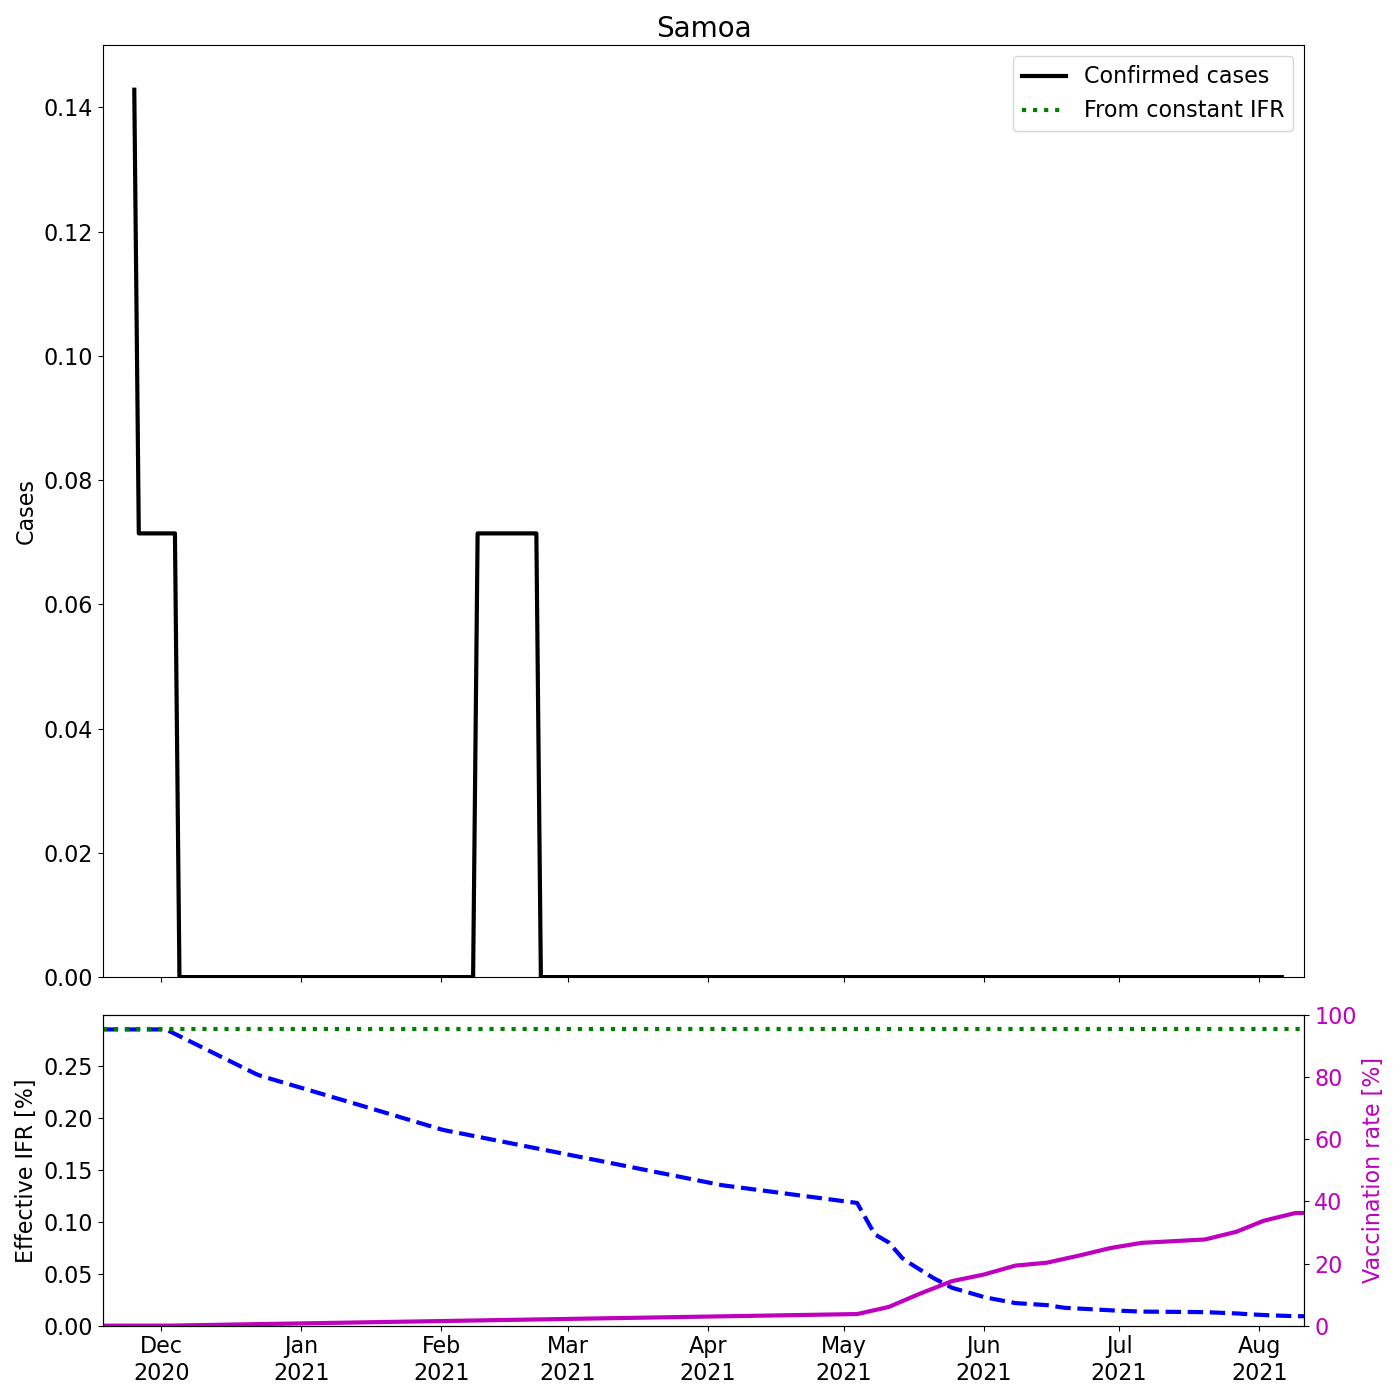 Samoa
Confirmed cases
From constant IFR
0.14
0.12
0.10
0.08
0.06
0.04
0.02
0.00
Cases
0.25
0.20
0.15
0.10
0.05
0.00
Effective IFR [%]
100
80
60
40
20
0
Vaccination rate [%]
Dec Jan Feb Mar Apr May Jun Jul Aug
2020 2021 2021 2021 2021 2021 2021 2021 2021